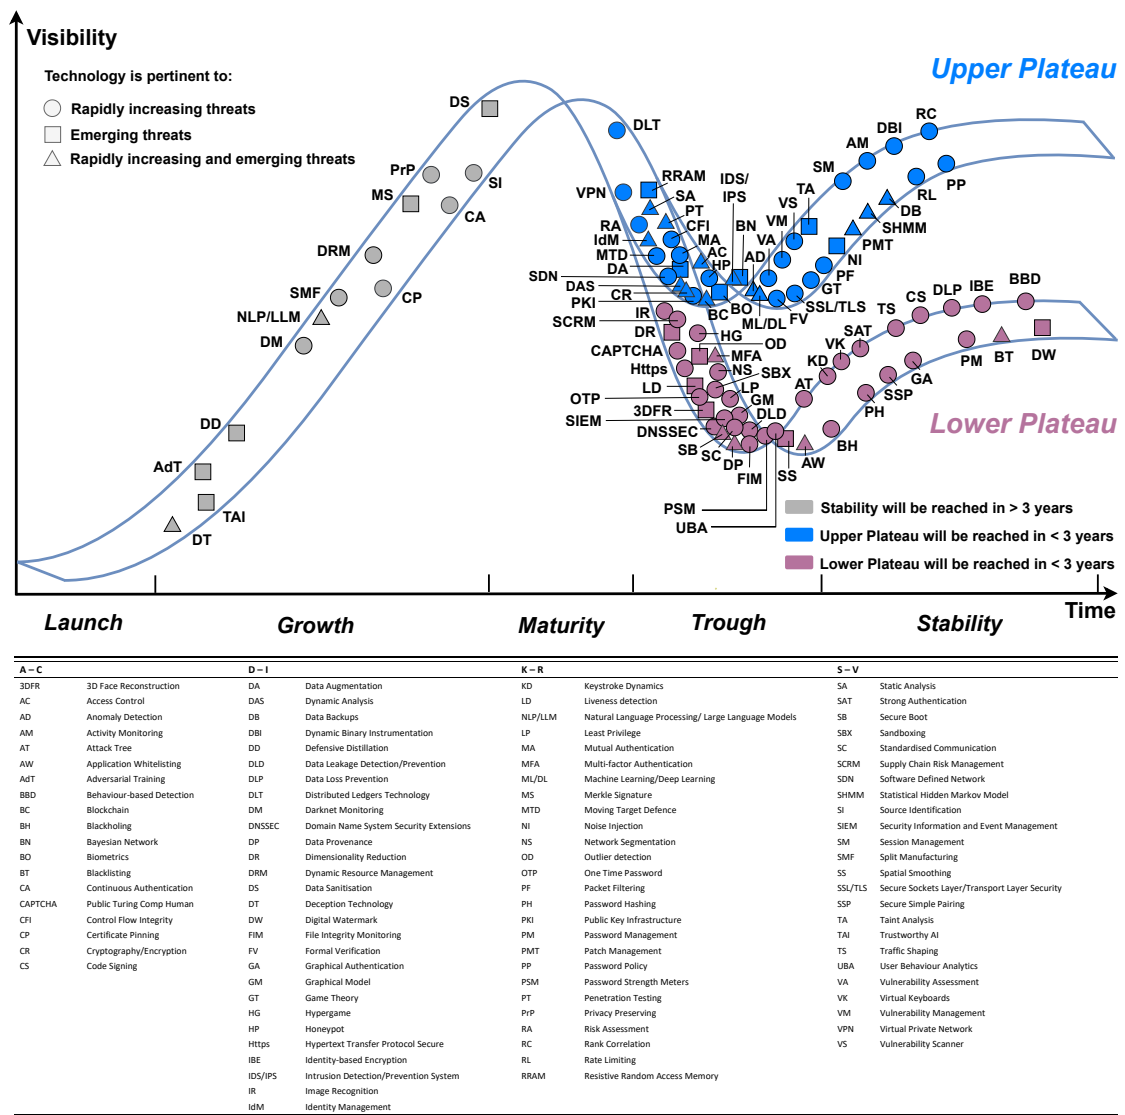 Visibility
Upper Plateau
Technology is pertinent to:
Rapidly increasing threats
Emerging threats
Rapidly increasing and emerging threats
DS
DLT
RC
DBI
AM
PrP
SI
MS
CA
SM
RL
PP
VPN
RRAM
IDS/
IPS
SA
TA
VS
DB
PT
RA
CFI
BN
VM
SHMM
IdM
MA
VA
PMT
DRM
MTD
AC
AD
NI
DA
HP
PF
SDN
GT
DAS
SMF
CP
CR
BO
SSL/TLS
PKI
BC
ML/DL
FV
NLP/LLM
IR
DM
SCRM
DR
HG
OD
CAPTCHA
MFA
Https
NS
SBX
LD
LP
OTP
GM
3DFR
DLD
SIEM
DNSSEC
SB
SC
DP
FIM
SS
AW
BH
PSM
UBA
BBD
IBE
DLP
CS
TS
SAT
VK
KD
AT
PM
BT
DW
GA
SSP
PH
Lower Plateau
DD
AdT
TAI
DT
Stability will be reached in > 3 years
Upper Plateau will be reached in < 3 years
Lower Plateau will be reached in < 3 years
Time
Launch
Growth
Maturity
Trough
Stability
A – C D – I K – R S – V
3DFR 3D Face Reconstruction DA Data Augmentation KD Keystroke Dynamics SA Static Analysis
AC Access Control DAS Dynamic Analysis LD Liveness detection SAT Strong Authentication
AD Anomaly Detection DB Data Backups NLP/LLM Natural Language Processing/ Large Language Models SB Secure Boot
AM Activity Monitoring DBI Dynamic Binary Instrumentation LP Least Privilege SBX Sandboxing
AT Attack Tree DD Defensive Distillation MA Mutual Authentication SC Standardised Communication
AW Application Whitelisting DLD Data Leakage Detection/Prevention MFA Multi-factor Authentication SCRM Supply Chain Risk Management
AdT Adversarial Training DLP Data Loss Prevention ML/DL Machine Learning/Deep Learning SDN Software Defined Network
BBD Behaviour-based Detection DLT Distributed Ledgers Technology MS Merkle Signature SHMM Statistical Hidden Markov Model
BC Blockchain DM Darknet Monitoring MTD Moving Target Defence SI Source Identification
BH Blackholing DNSSEC Domain Name System Security Extensions NI Noise Injection SIEM Security Information and Event Management
BN Bayesian Network DP Data Provenance NS Network Segmentation SM Session Management
BO Biometrics DR Dimensionality Reduction OD Outlier detection SMF Split Manufacturing
BT Blacklisting DRM Dynamic Resource Management OTP One Time Password SS Spatial Smoothing
CA Continuous Authentication DS Data Sanitisation PF Packet Filtering SSL/TLS Secure Sockets Layer/Transport Layer Security
CAPTCHA Public Turing Comp Human DT Deception Technology PH Password Hashing SSP Secure Simple Pairing
CFI Control Flow Integrity DW Digital Watermark PKI Public Key Infrastructure TA Taint Analysis
CP Certificate Pinning FIM File Integrity Monitoring PM Password Management TAI Trustworthy AI
CR Cryptography/Encryption FV Formal Verification PMT Patch Management TS Traffic Shaping
CS Code Signing GA Graphical Authentication PP Password Policy UBA User Behaviour Analytics
GM Graphical Model PSM Password Strength Meters VA Vulnerability Assessment
GT Game Theory PT Penetration Testing VK Virtual Keyboards
HG Hypergame PrP Privacy Preserving VM Vulnerability Management
HP Honeypot RA Risk Assessment VPN Virtual Private Network
Https Hypertext Transfer Protocol Secure RC Rank Correlation VS Vulnerability Scanner
IBE Identity-based Encryption RL Rate Limiting
IDS/IPS Intrusion Detection/Prevention System RRAM Resistive Random Access Memory
IR Image Recognition
IdM Identity Management